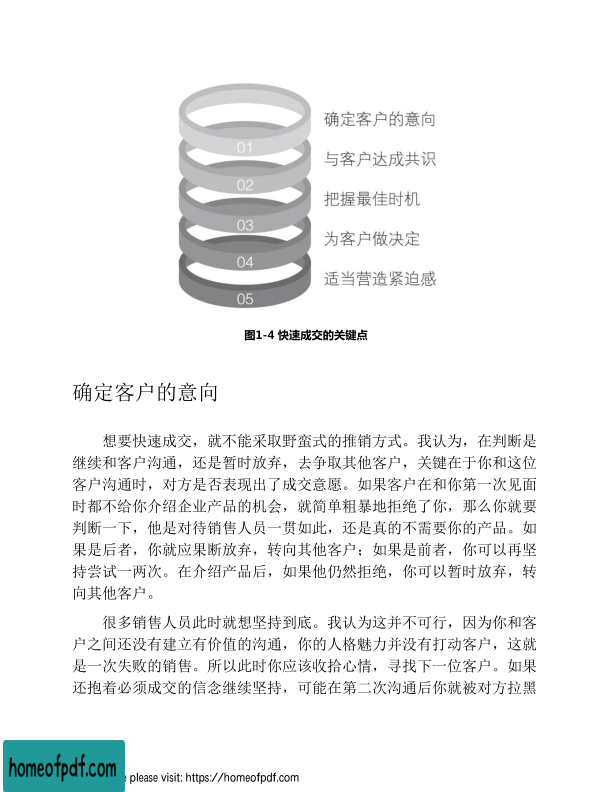 01
确定客户的意向
02
与客户达成共识
03
把握最佳时机
04
为客户做决定
05
适当营造紧迫感
图1-4 快速成交的关键点
确定客户的意向
想要快速成交，就不能采取野蛮式的推销方式。我认为，在判断是
继续和客户沟通，还是暂时放弃，去争取其他客户，关键在于你和这位
客户沟通时，对方是否表现出了成交意愿。如果客户在和你第一次见面
时都不给你介绍企业产品的机会，就简单粗暴地拒绝了你，那么你就要
判断一下，他是对待销售人员一贯如此，还是真的不需要你的产品。如
果是后者，你就应果断放弃，转向其他客户；如果是前者，你可以再坚
持尝试一两次。在介绍产品后，如果他仍然拒绝，你可以暂时放弃，转
向其他客户。
很多销售人员此时就想坚持到底。我认为这并不可行，因为你和客
户之间还没有建立有价值的沟通，你的人格魅力并没有打动客户，这就
是一次失败的销售。所以此时你应该收拾心情，寻找下一位客户。如果
还抱着必须成交的信念继续坚持，可能在第二次沟通后你就被对方拉黑
homeofpdf.com
please visit: https://homeofpdf.com